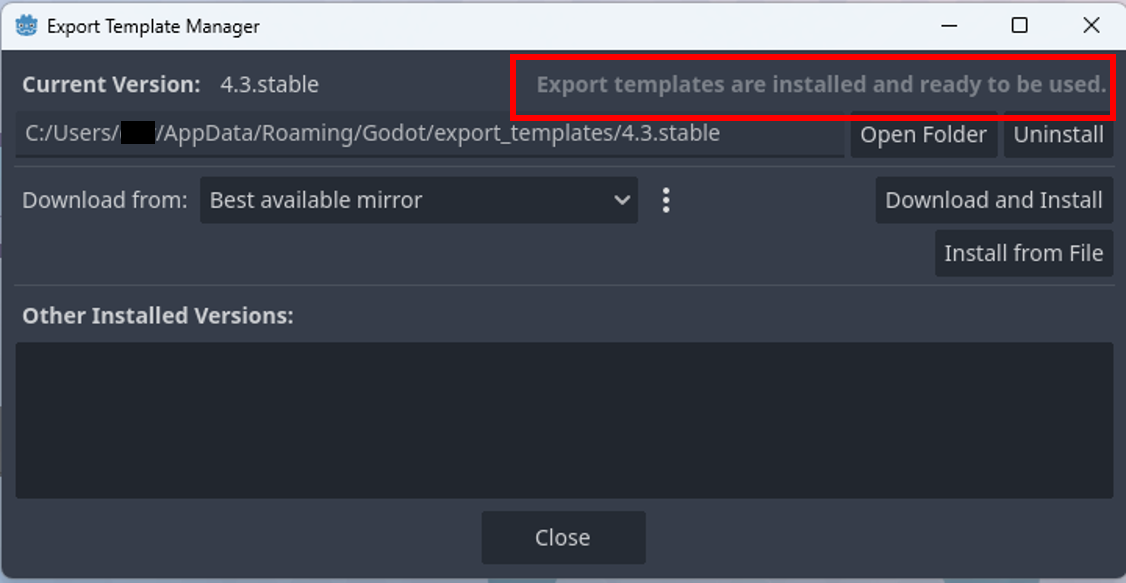 Export Template Manager
Current Version: 4.3.stable Export templates are installed and ready to be used.
C:/Users/ /AppData/Roaming/Godot/export_templates/4.3.stable Open Folder Uninstall
Download from: Best available mirror Download and Install
Install from File
Other Installed Versions:
Close